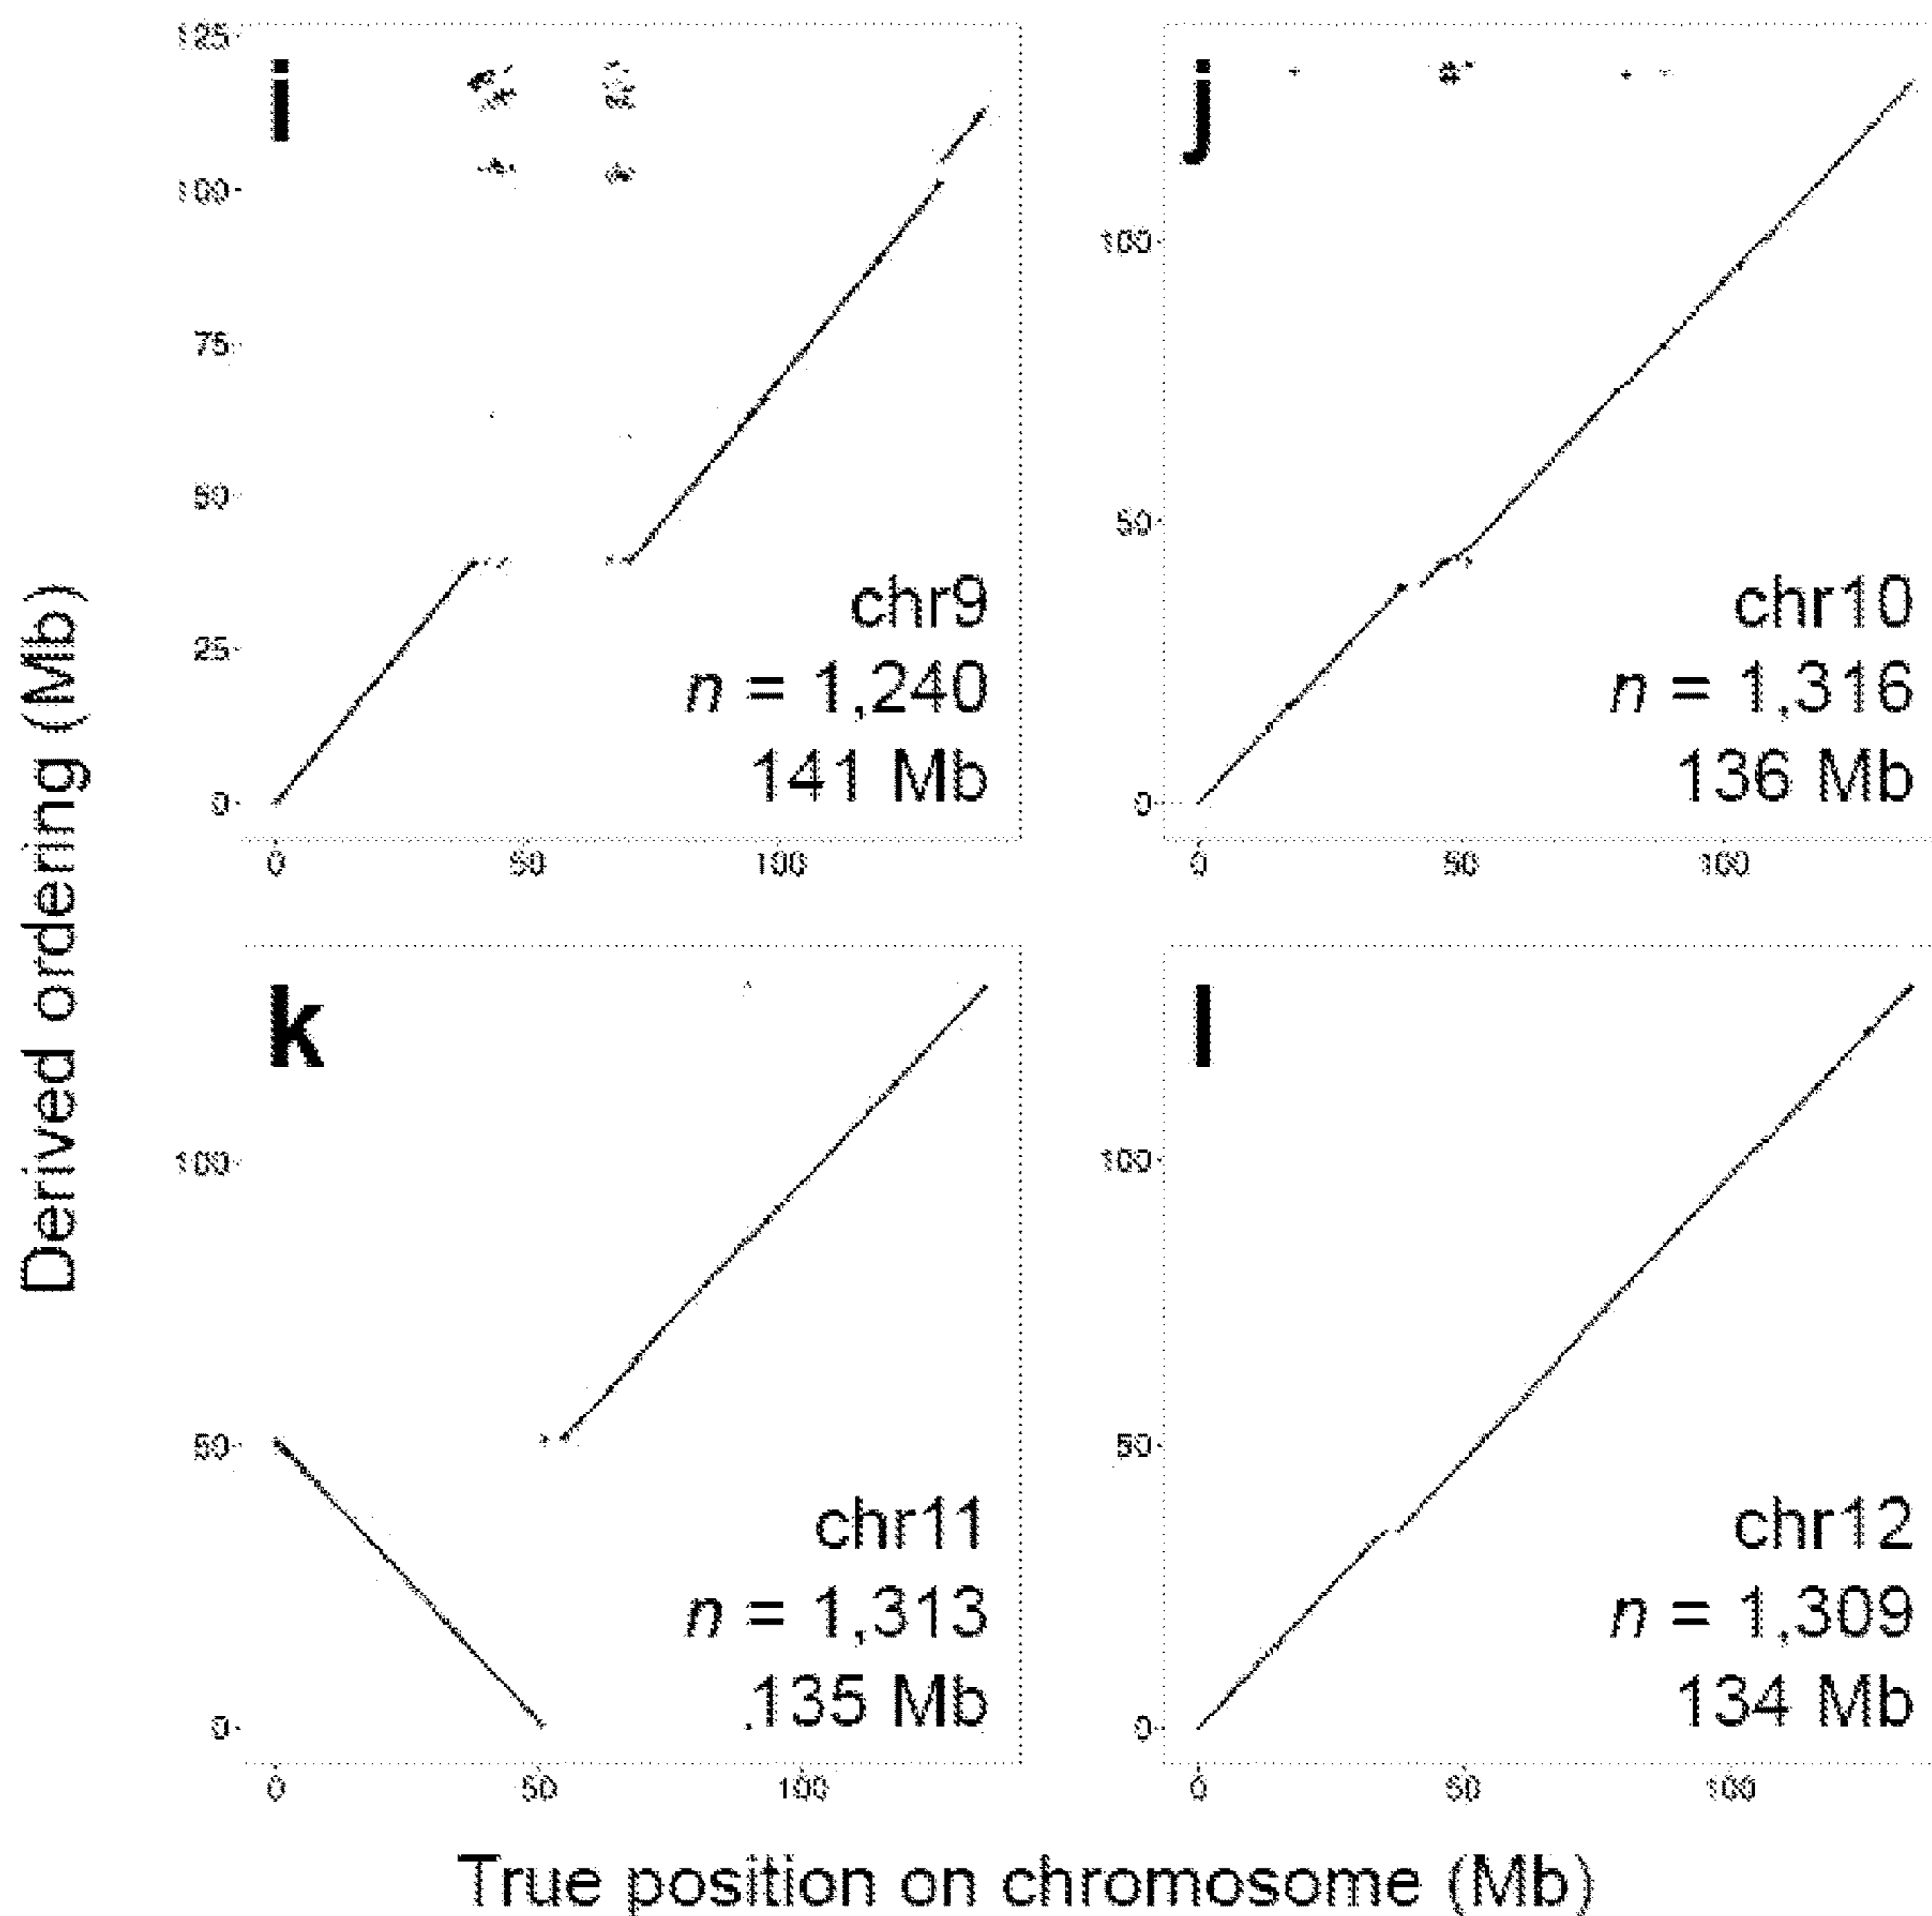 Derived ordering (Mb)
i
125
100
75
50
25
0
0 50 100
chr9
n = 1,240
141 Mb
j
100
50
0
0 50 100
chr10
n = 1,316
136 Mb
k
100
50
0
0 50 100
chr11
n = 1,313
135 Mb
l
100
50
0
0 50 100
chr12
n = 1,309
134 Mb
True position on chromosome (Mb)